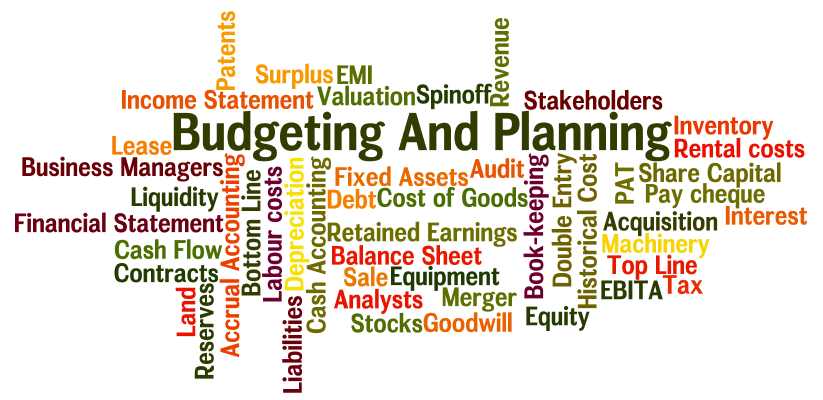 Patents
Revenue
Surplus
EMI
Income Statement
Valuation
Spinoff
Stakeholders
Lease
Budgeting And Planning
Inventory
Rental costs
Business Managers
Accrual Accounting
Bottom Line
Labour costs
Depreciation
Cash Accounting
Fixed Assets
Audit
Book-keeping
Double Entry
Historical Cost
PAT
Share Capital
Pay cheque
Liquidity
Debt
Cost of Goods
Financial Statement
Retained Earnings
Acquisition
Interest
Cash Flow
Balance Sheet
Machinery
Contracts
Sale
Equipment
Top Line
EBITA
Tax
Land
Reserves
Liabilities
Analysts
Merger
Equity
Stocks
Goodwill